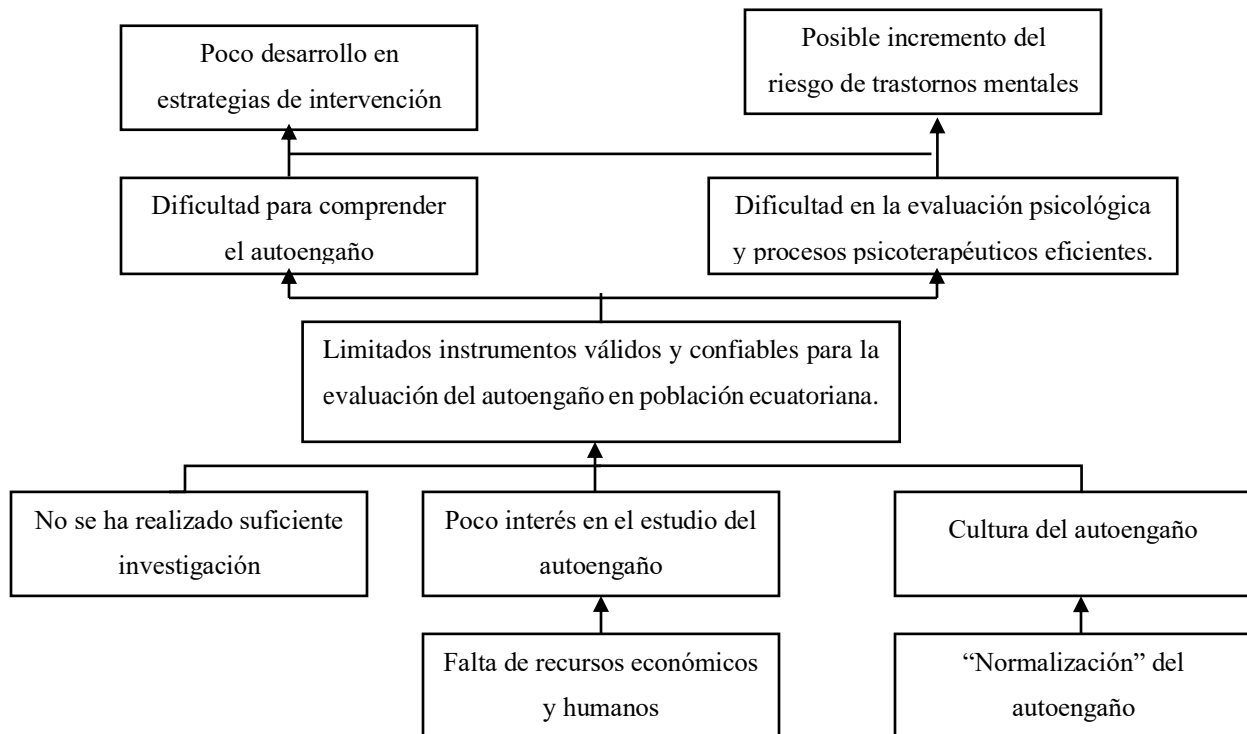 Poco desarrollo en
estrategias de intervención
Posible incremento del
riesgo de trastornos mentales
Dificultad para comprender
el autoengaño
Dificultad en la evaluación psicológica
y procesos psicoterapéuticos eficientes.
Limitados instrumentos válidos y confiables para la
evaluación del autoengaño en población ecuatoriana.
No se ha realizado suficiente
investigación
Poco interés en el estudio del
autoengaño
Cultura del autoengaño
Falta de recursos económicos
y humanos
“Normalización” del
autoengaño